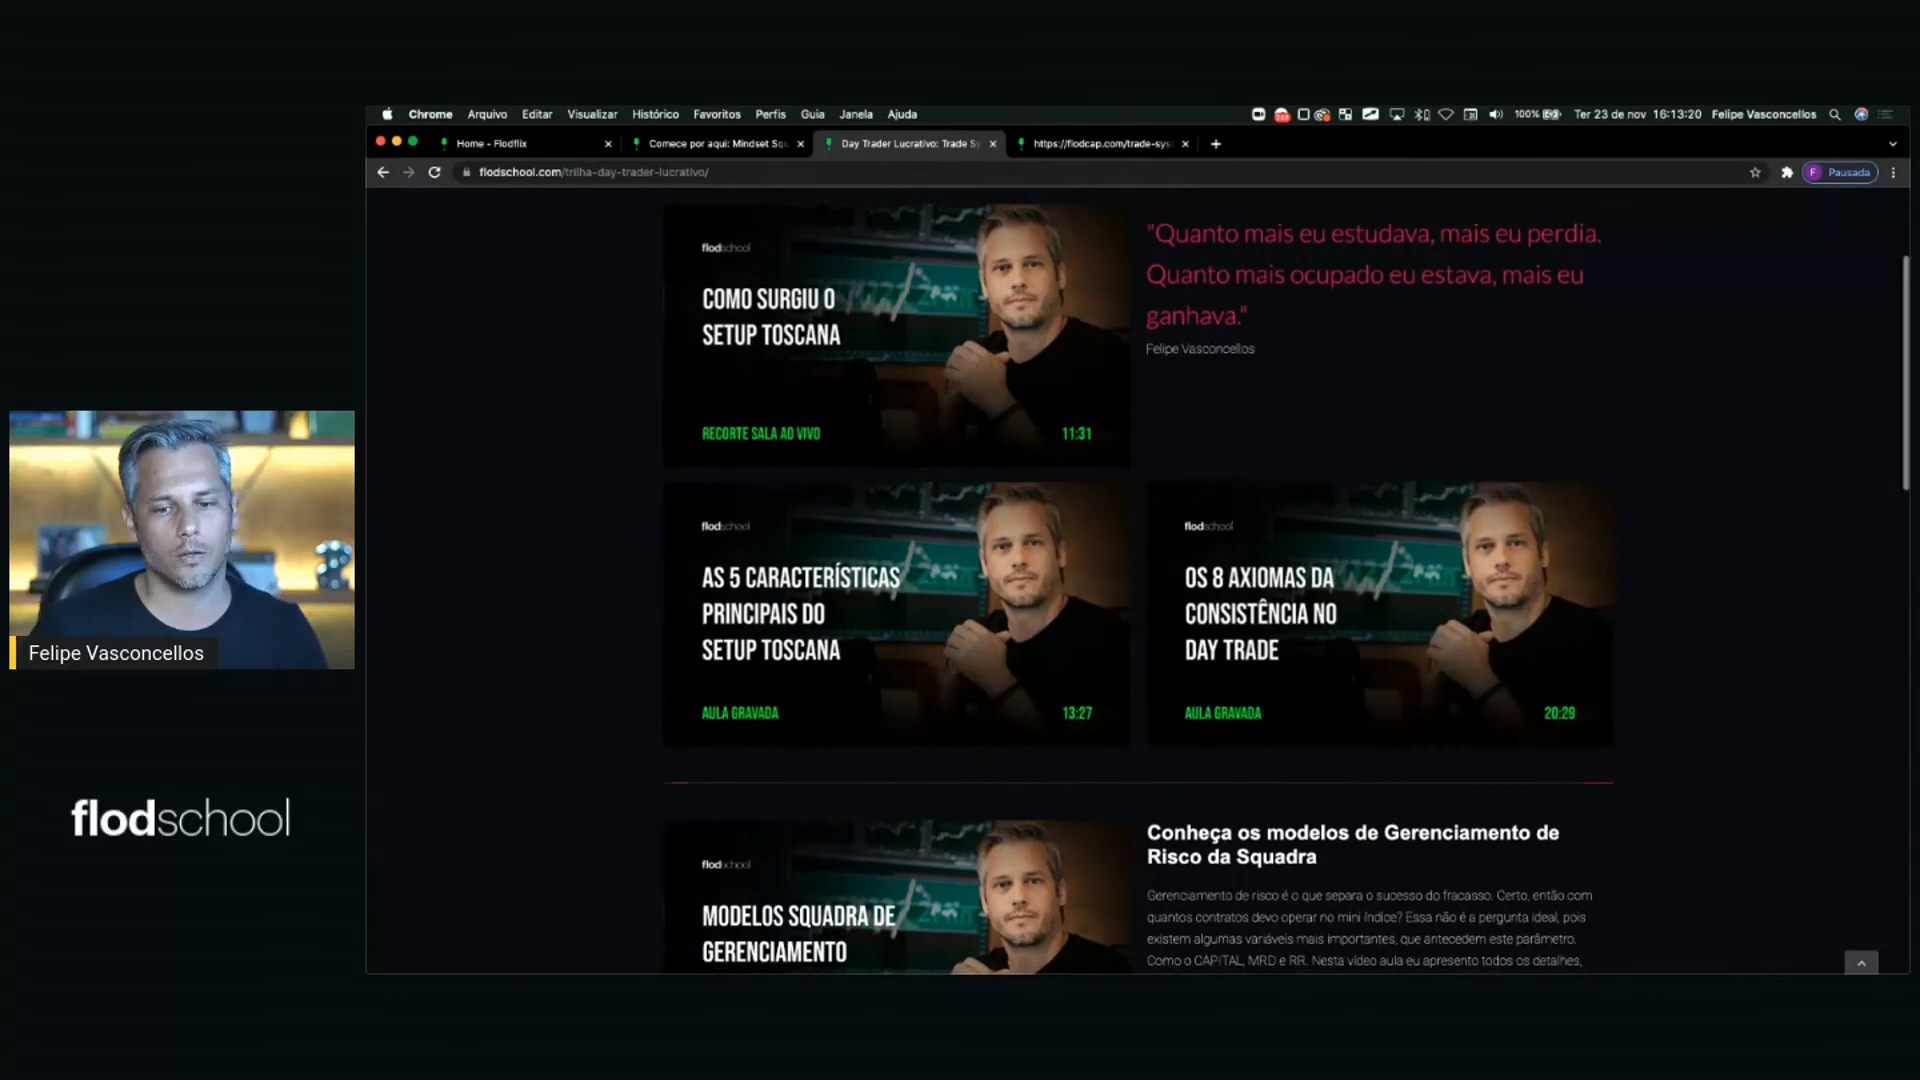 Chrome Arquivo Editar Visualizar Histórico Favoritos Perfis Guia Janela Ajuda
100% Ter 23 de nov 16:13:20 Felipe Vasconcellos
Home - Flodflix
Comece por aqui: Mindset Squ
Day Trader Lucrativo: Trade Sy
https://flodcap.com/trade-sys
flodschool.com/trilha-day-trader-lucrativo/
F Pausada
flodschool
COMO SURGIU O
SETUP TOSCANA
RECORTE SALA AO VIVO 11:31
"Quanto mais eu estudava, mais eu perdia.
Quanto mais ocupado eu estava, mais eu
ganhava."
Felipe Vasconcellos
flodschool
AS 5 CARACTERÍSTICAS
PRINCIPAIS DO
SETUP TOSCANA
AULA GRAVADA 13:27
flodschool
OS 8 AXIOMAS DA
CONSISTÊNCIA NO
DAY TRADE
AULA GRAVADA 20:29
flodschool
MODELOS SQUADRA DE
GERENCIAMENTO
Conheça os modelos de Gerenciamento de
Risco da Squadra
Gerenciamento de risco é o que separa o sucesso do fracasso. Certo, então com
quantos contratos devo operar no mini índice? Essa não é a pergunta ideal, pois
existem algumas variáveis mais importantes, que antecedem este parâmetro.
Como o CAPITAL, MRD e RR. Nesta vídeo aula eu apresento todos os detalhes,
Felipe Vasconcellos
flodschool